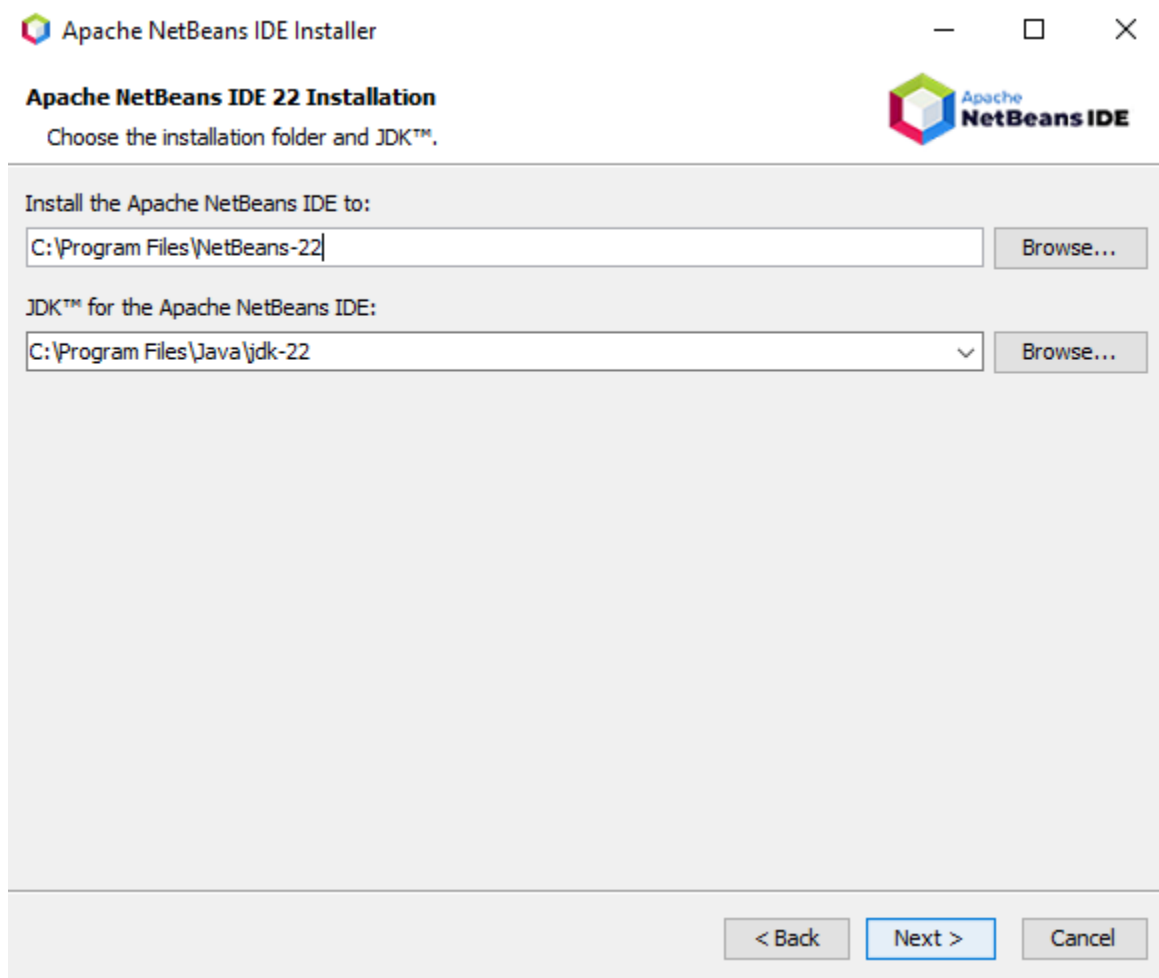 Apache NetBeans IDE Installer
Apache NetBeans IDE 22 Installation
Choose the installation folder and JDK™.
Apache
NetBeans IDE
Install the Apache NetBeans IDE to:
C:\Program Files\NetBeans-22
Browse...
JDK™ for the Apache NetBeans IDE:
C:\Program Files\Java\jdk-22
Browse...
< Back
Next >
Cancel